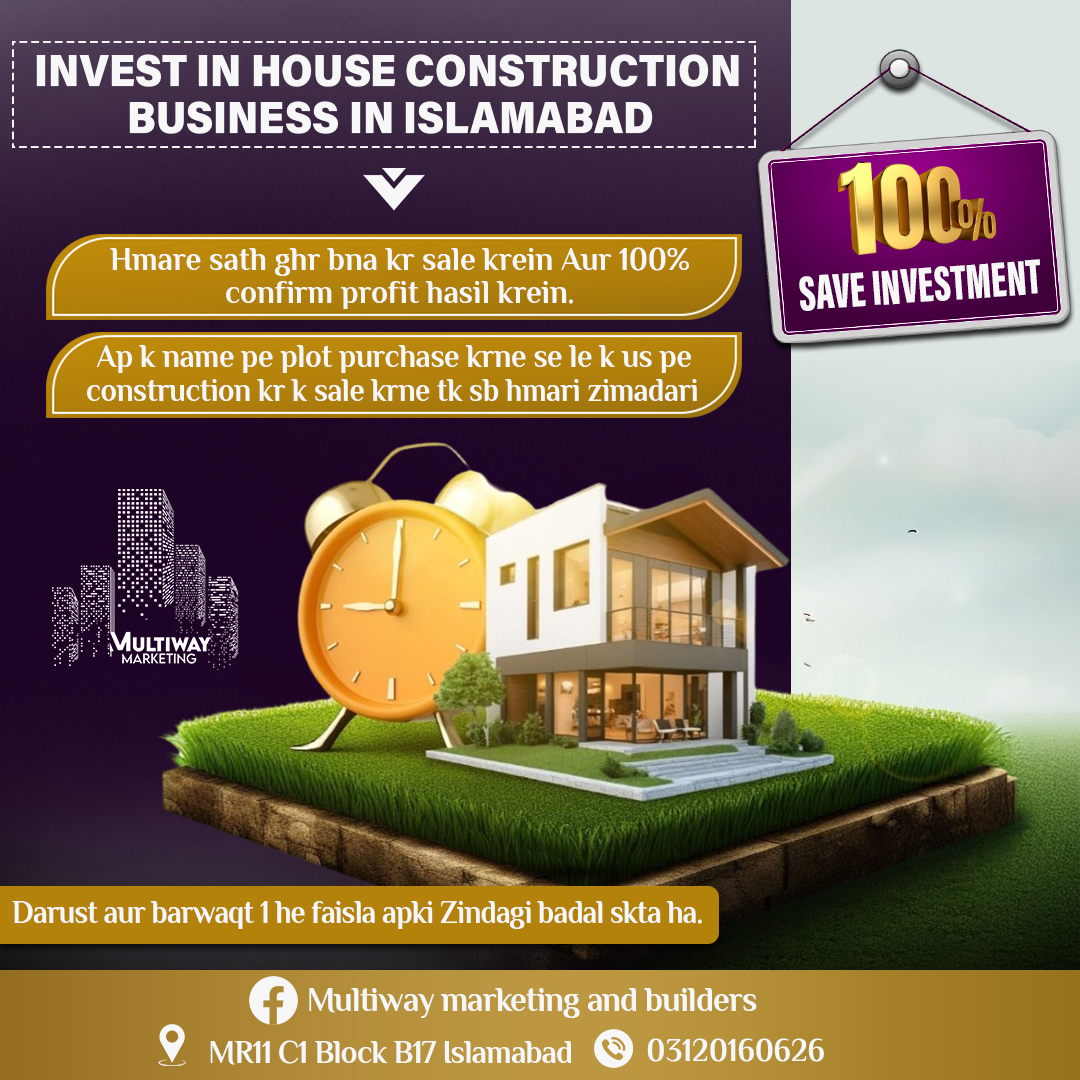 INVEST IN HOUSE CONSTRUCTION
BUSINESS IN ISLAMABAD
100%
SAVE INVESTMENT
Hmare sath ghr bna kr sale krein Aur 100%
confirm profit hasil krein.
Ap k name pe plot purchase krne se le k us pe
construction kr k sale krne tk sb hmari zimadari
MULTIWAY
MARKETING
Darust aur barwaqt 1 he faisla apki Zindagi badal skta ha.
Multiway marketing and builders
MR11 C1 Block B17 Islamabad
03120160626